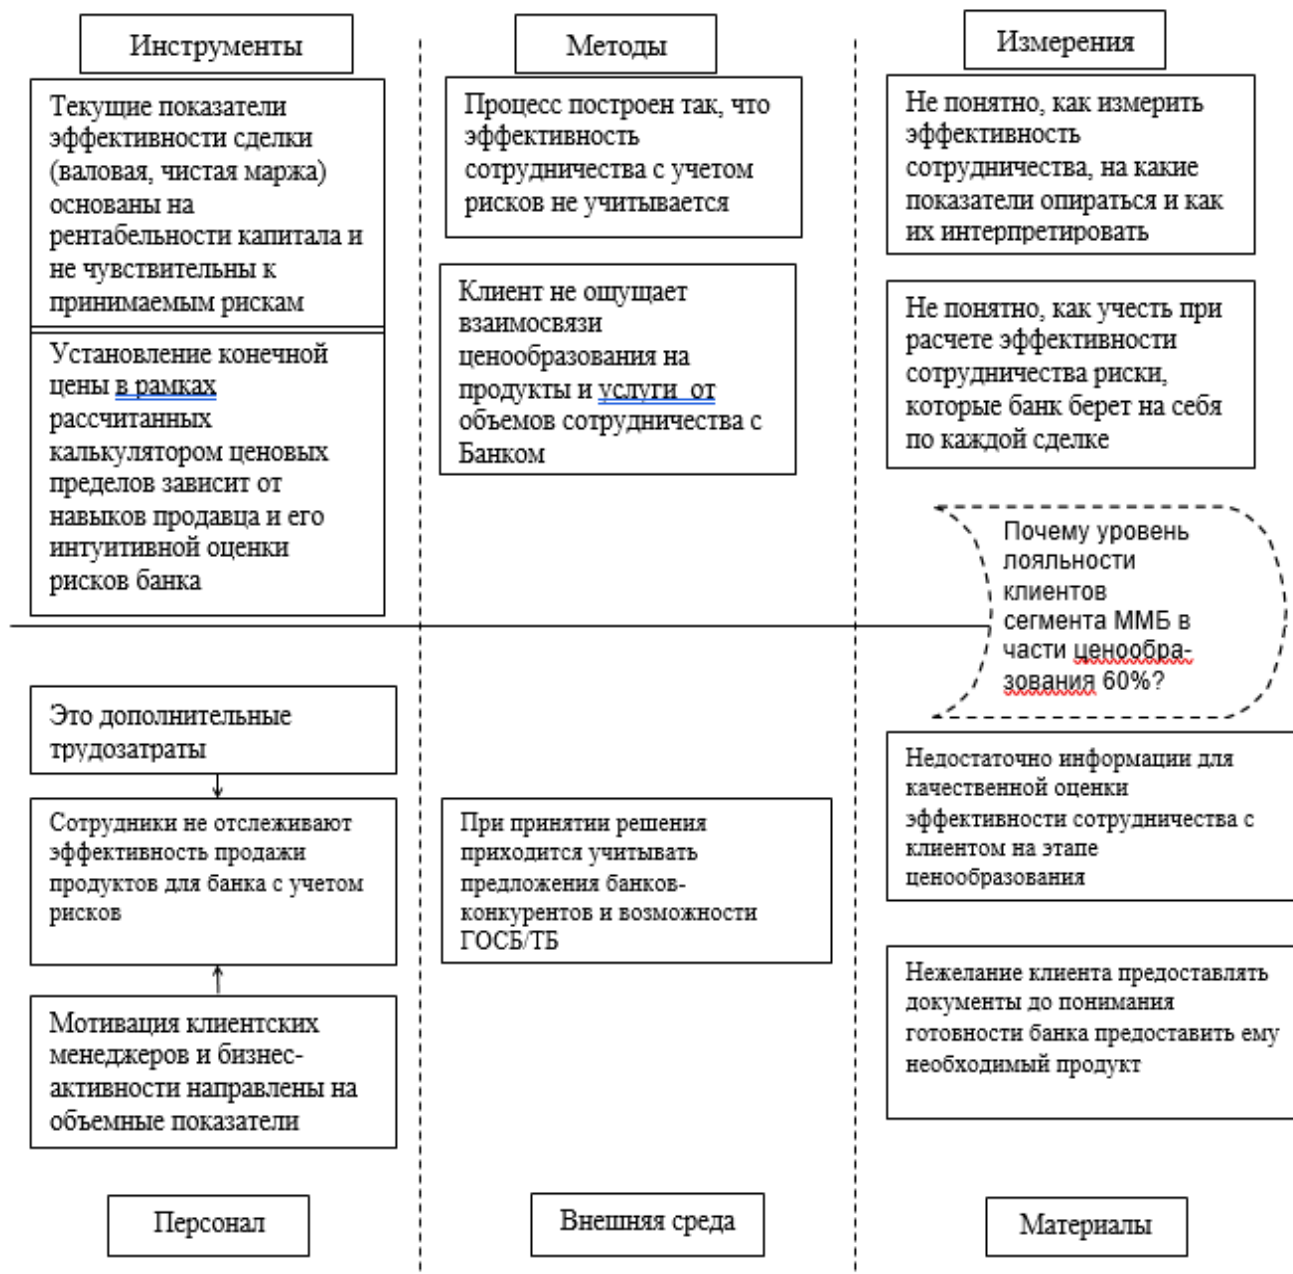 Инструменты
Текущие показатели
эффективности сделки
(валовая, чистая маржа)
основаны на
рентабельности капитала и
не чувствительны к
принимаемым рискам
Установление конечной
цены в рамках
рассчитанных
калькулятором ценовых
пределов зависит от
навыков продавца и его
интуитивной оценки
рисков банка
Методы
Процесс построен так, что
эффективность
сотрудничества с учетом
рисков не учитывается
Клиент не ощущает
взаимосвязи
ценообразования на
продукты и услуги от
объемов сотрудничества с
Банком
Измерения
Не понятно, как измерить
эффективность
сотрудничества, на какие
показатели опираться и как
их интерпретировать
Не понятно, как учесть при
расчете эффективности
сотрудничества риски,
которые банк берет на себя
по каждой сделке
Почему уровень
лояльности
клиентов
сегмента ММБ в
части ценообра-
зования 60%?
Это дополнительные
трудозатраты
Сотрудники не отслеживают
эффективность продажи
продуктов для банка с учетом
рисков
Мотивация клиентских
менеджеров и бизнес-
активности направлены на
объемные показатели
Персонал
При принятии решения
приходится учитывать
предложения банков-
конкурентов и возможности
ГОСБ/ТБ
Внешняя среда
Недостаточно информации для
качественной оценки
эффективности сотрудничества с
клиентом на этапе
ценообразования
Нежелание клиента предоставлять
документы до понимания
готовности банка предоставить ему
необходимый продукт
Материалы